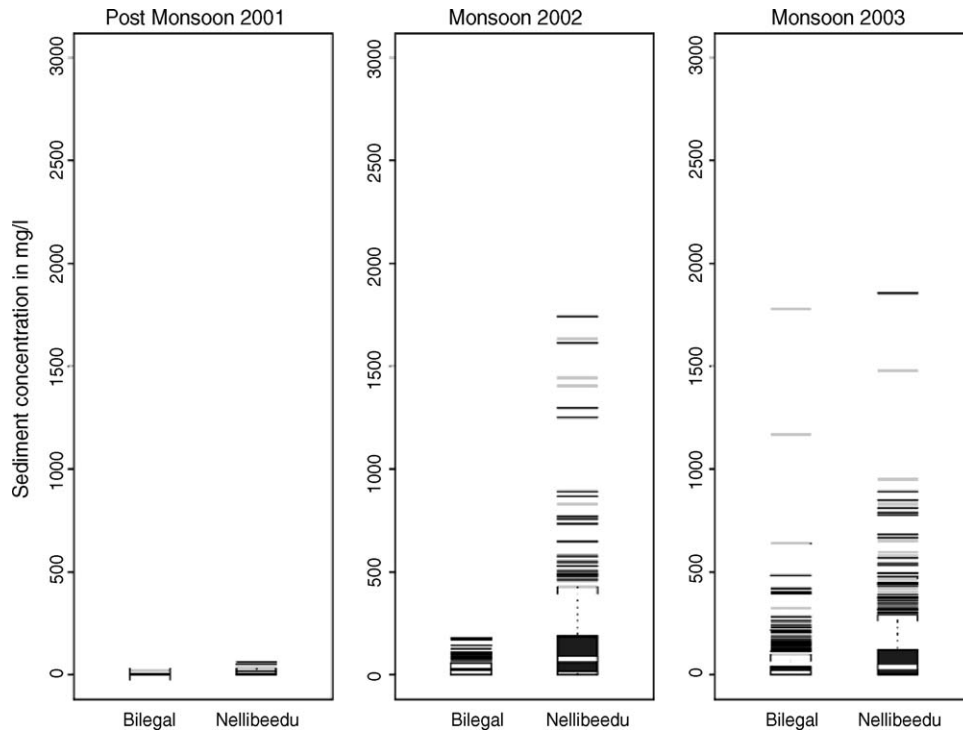 Post Monsoon 2001
Monsoon 2002
Monsoon 2003
Sediment concentration in mg/l
3000
2500
2000
1500
1000
500
0
Bilegal
Nellibeedu
3000
2500
2000
1500
1000
500
0
Bilegal
Nellibeedu
3000
2500
2000
1500
1000
500
0
Bilegal
Nellibeedu